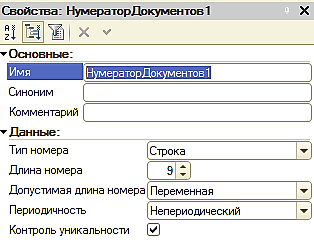 Свойства: НумераторДокументов1
Основные:
Имя НумераторДокументов1
Синоним
Комментарий
Данные:
Тип номера Строка
Длина номера 9
Допустимая длина номера Переменная
Периодичность Непериодический
Контроль уникальности